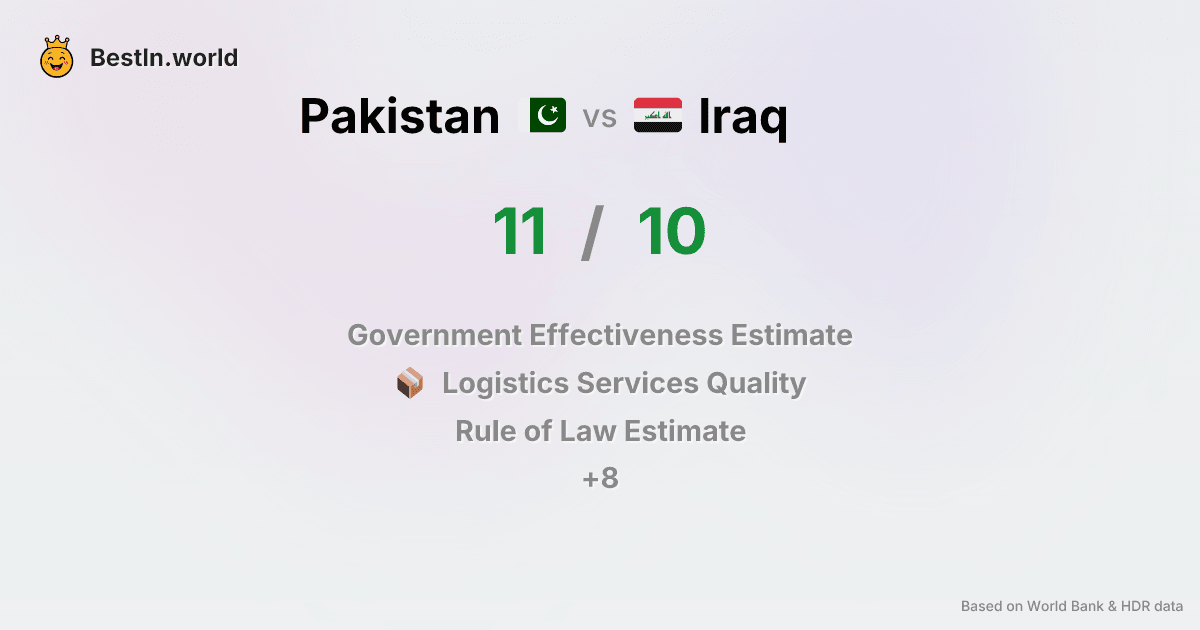 BestIn.world
Pakistan vs Iraq
11 / 10
Government Effectiveness Estimate
Logistics Services Quality
Rule of Law Estimate
+8
Based on World Bank & HDR data